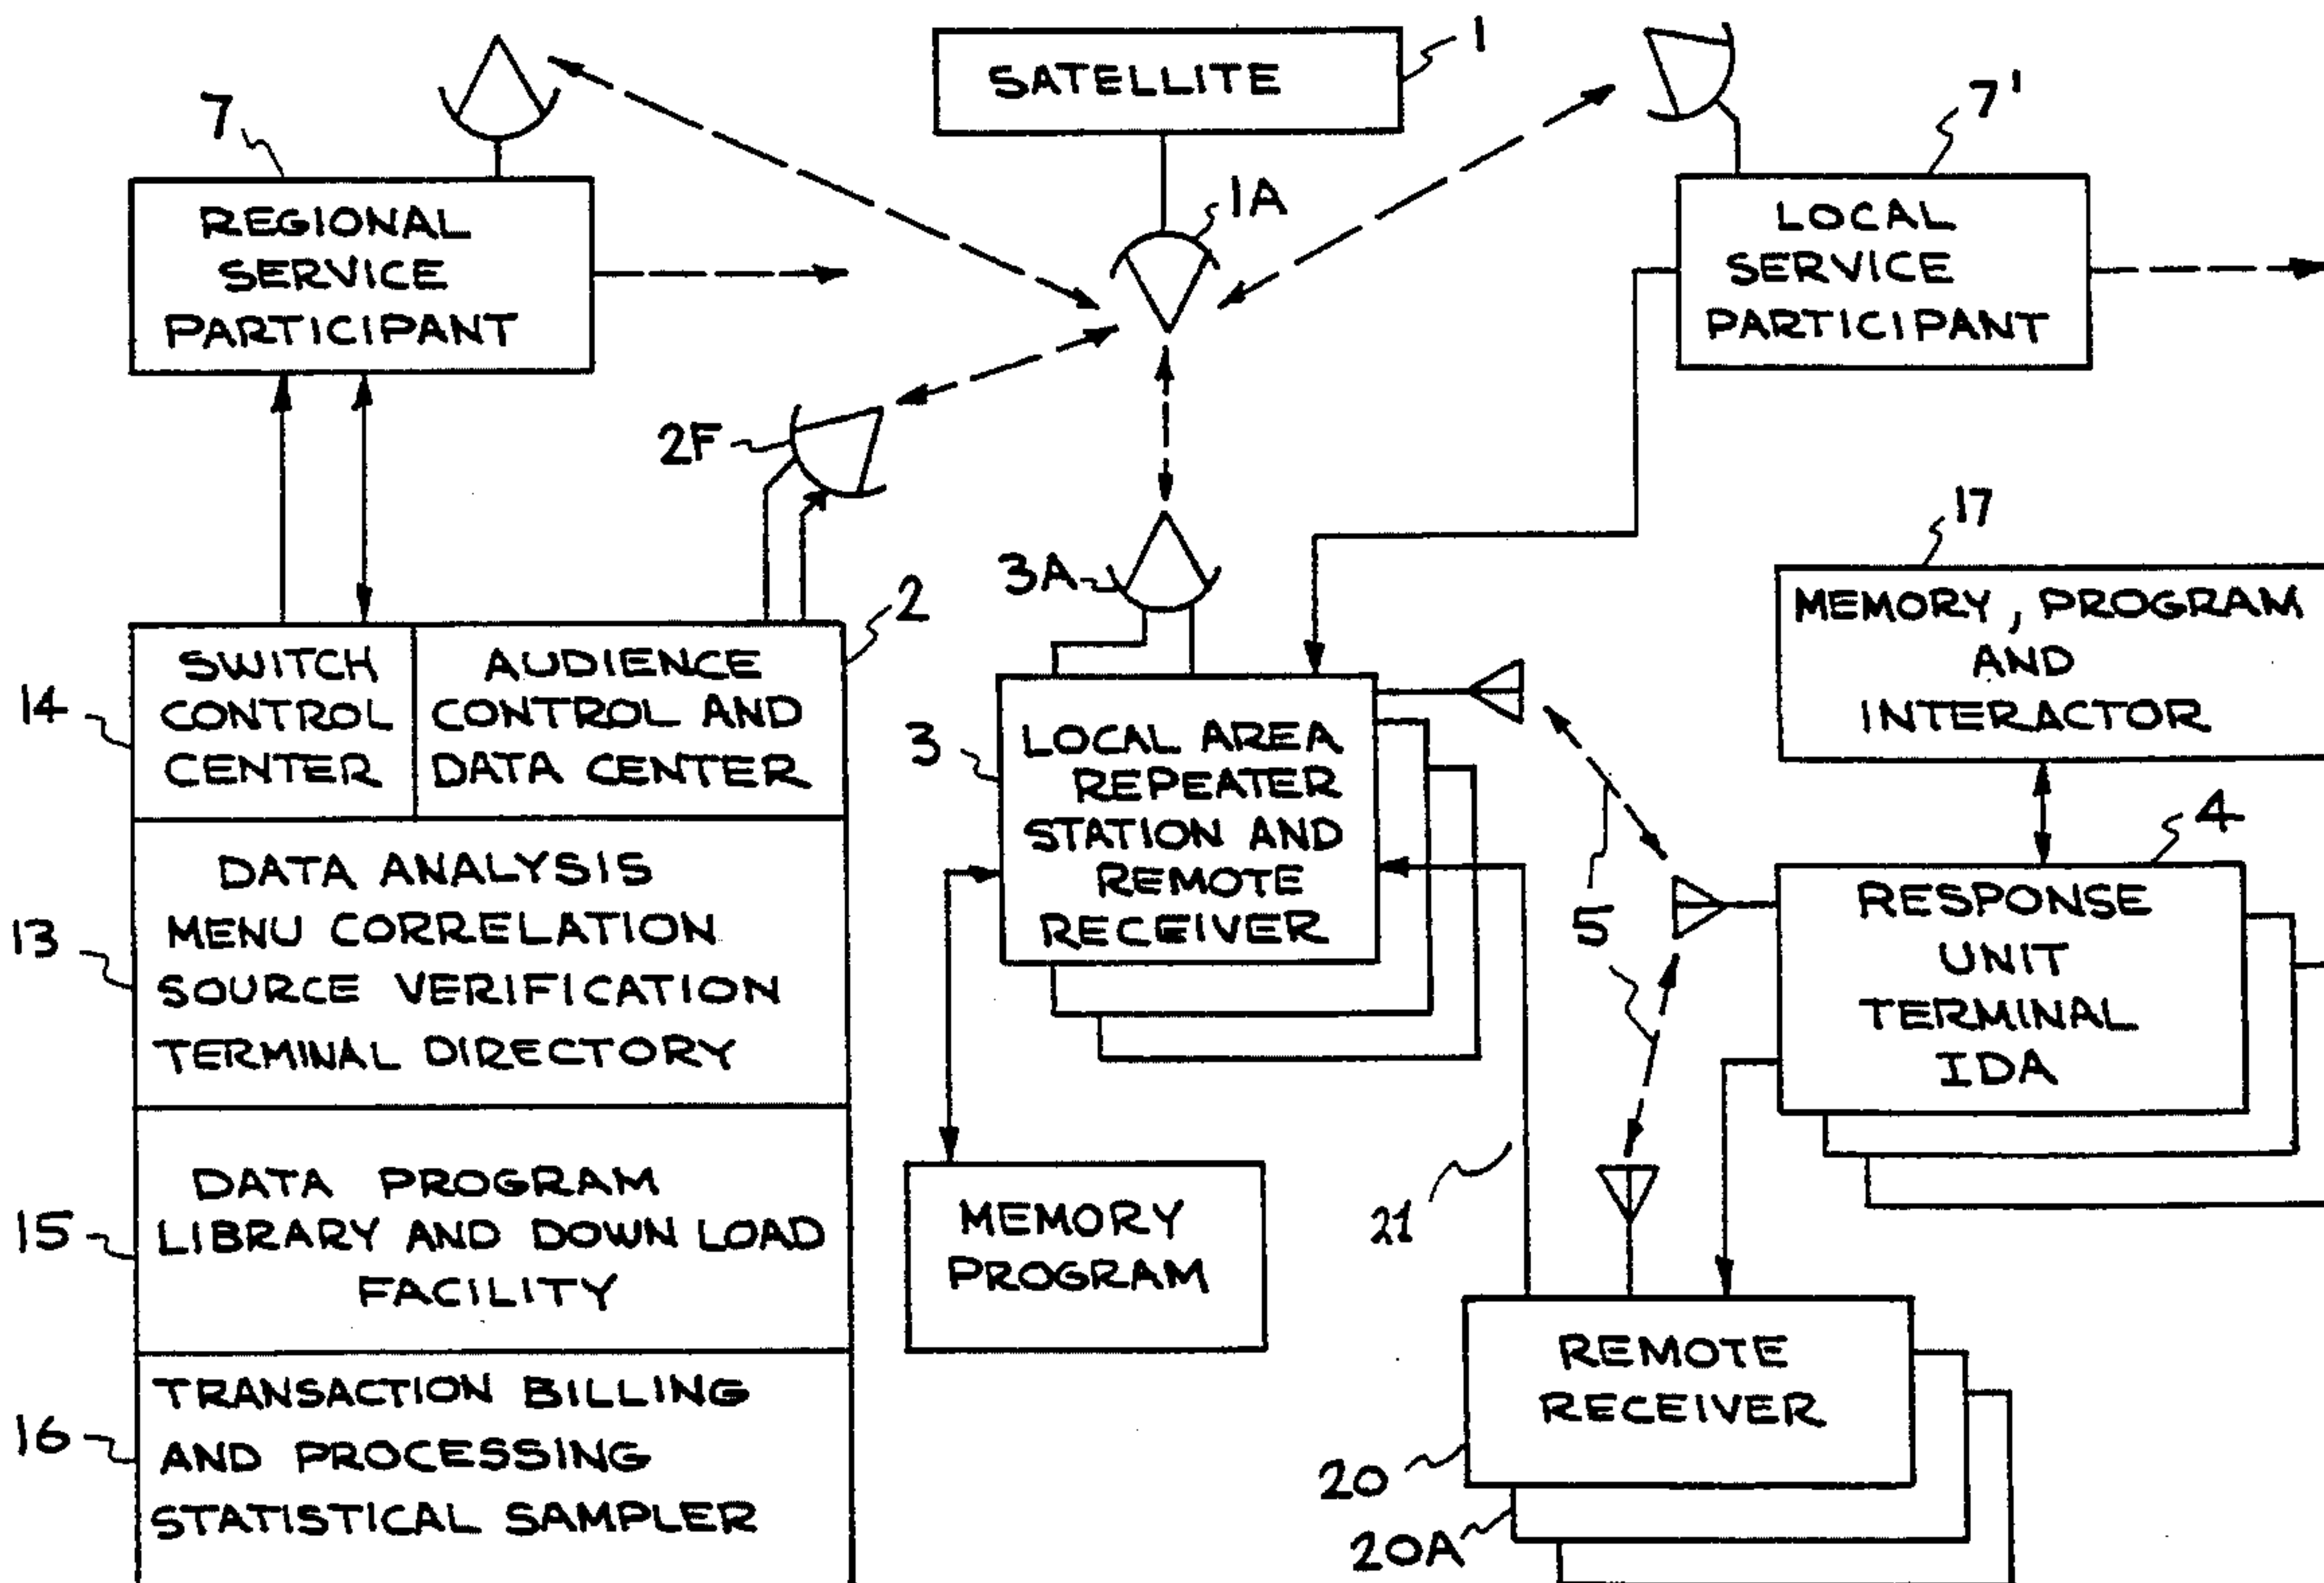 SATELLITE
1
7
7'
1A
REGIONAL
SERVICE
PARTICIPANT
LOCAL
SERVICE
PARTICIPANT
2F
3A
17
MEMORY, PROGRAM
AND
INTERACTOR
2
14
SWITCH
CONTROL
CENTER
AUDIENCE
CONTROL AND
DATA CENTER
3
LOCAL AREA
REPEATER
STATION AND
REMOTE
RECEIVER
5
4
RESPONSE
UNIT
TERMINAL
IDA
13
DATA ANALYSIS
MENU CORRELATION
SOURCE VERIFICATION
TERMINAL DIRECTORY
15
DATA PROGRAM
LIBRARY AND DOWN LOAD
FACILITY
MEMORY
PROGRAM
21
16
TRANSACTION BILLING
AND PROCESSING
STATISTICAL SAMPLER
REMOTE
RECEIVER
20
20A